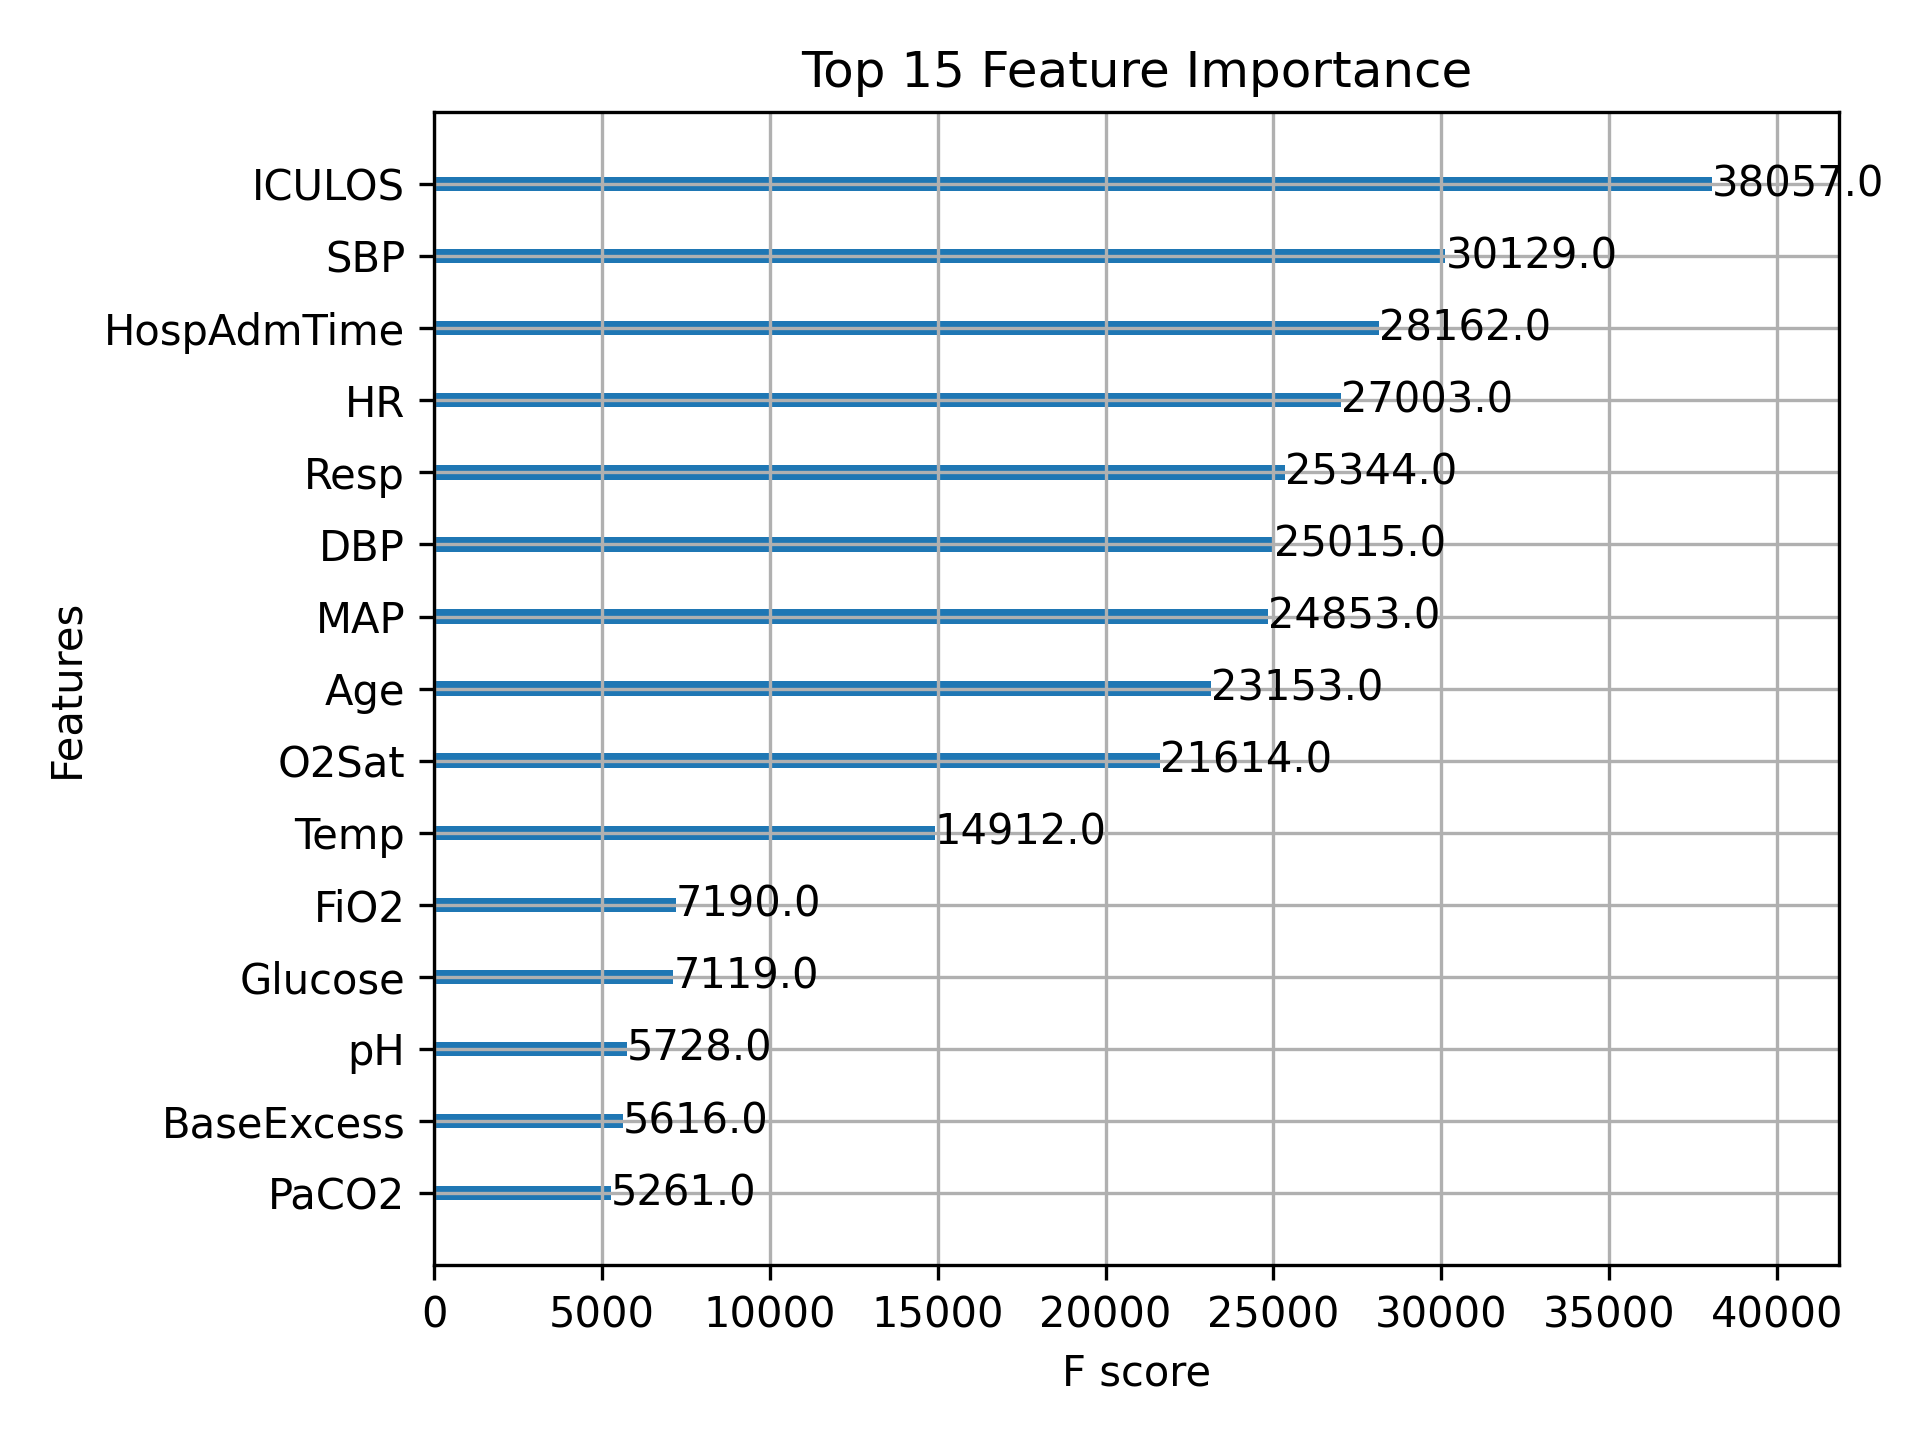 Top 15 Feature Importance
ICULOS 38057.0
SBP 30129.0
HospAdmTime 28162.0
HR 27003.0
Resp 25344.0
DBP 25015.0
MAP 24853.0
Age 23153.0
O2Sat 21614.0
Temp 14912.0
FiO2 7190.0
Glucose 7119.0
pH 5728.0
BaseExcess 5616.0
PaCO2 5261.0
Features
0 5000 10000 15000 20000 25000 30000 35000 40000
F score